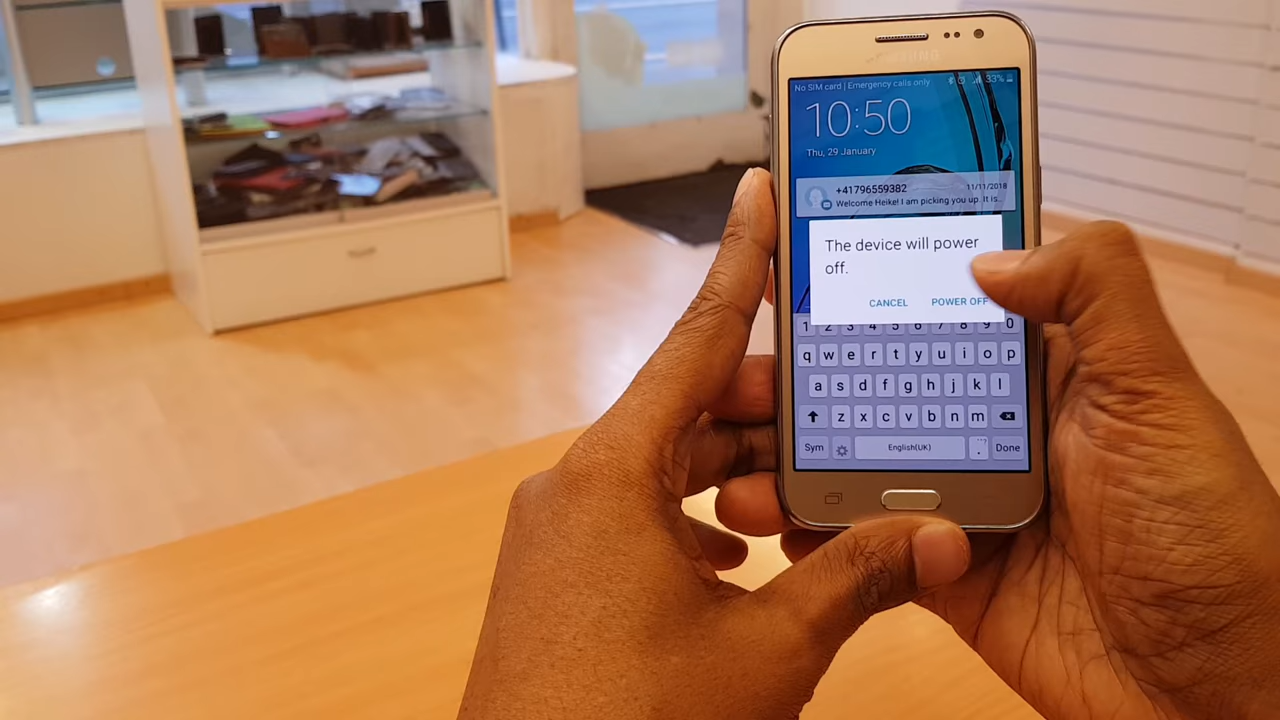 SAMSUNG
No SIM card | Emergency calls only 33%
10:50
Thu, 29 January
+41796559382 11/11/2018
Welcome Heike! I am picking you up. It is..
The device will power
off.
CANCEL POWER OFF
1 2 3 4 5 6 7 8 9 0
q w e r t y u i o p
a s d f g h j k l
z x c v b n m
Sym English(UK) .,?! Done